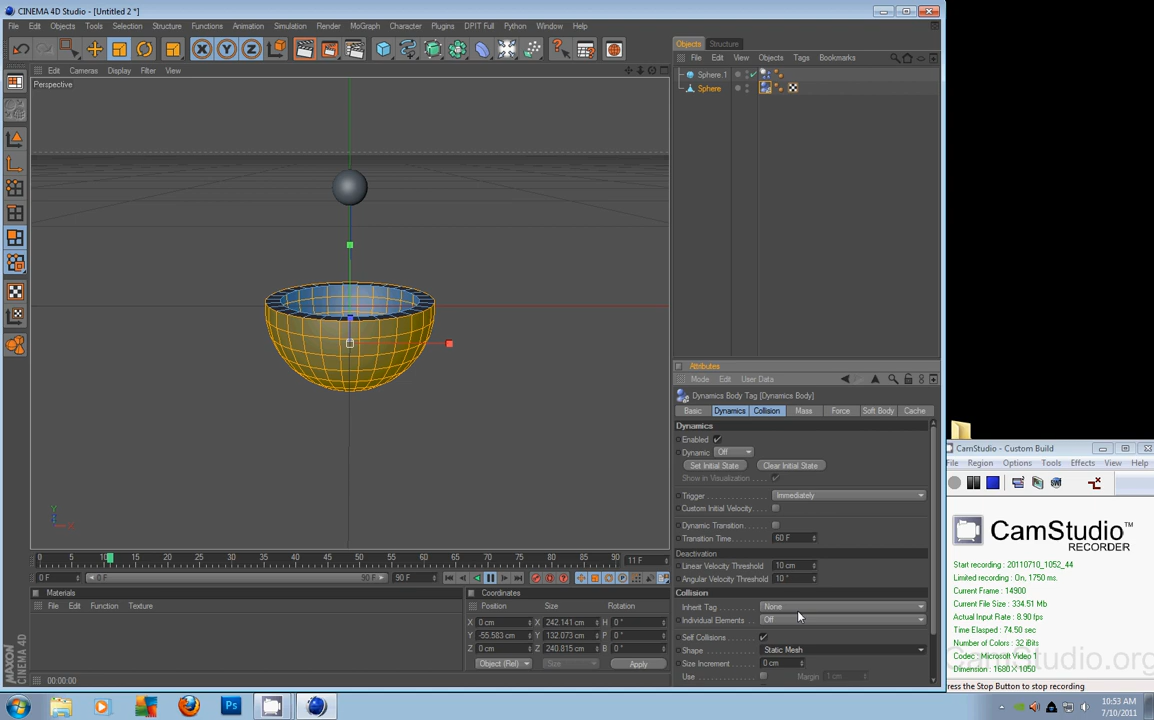 CINEMA 4D Studio - [Untitled 2 *]
File Edit Objects Tools Selection Structure Functions Animation Simulation Render MoGraph Character Plugins DPIT Full Python Window Help
Objects Structure
File Edit View Objects Tags Bookmarks
Edit Cameras Display Filter View
Perspective
Sphere.1
Sphere
Attributes
Mode Edit User Data
Dynamics Body Tag [Dynamics Body]
Basic Dynamics Collision Mass Force Soft Body Cache
Dynamics
Enabled
Dynamic Off
Set Initial State Clear Initial State
Show in Visualization
Trigger Immediately
Custom Initial Velocity
Dynamic Transition
Transition Time 60 F
Deactivation
Linear Velocity Threshold 10 cm
Angular Velocity Threshold 10 °
Collision
Inherit Tag None
Individual Elements Off
Self Collisions
Shape Static Mesh
Size Increment 0 cm
Use Margin 1 cm
Y
X
0 5 10 15 20 25 30 35 40 45 50 55 60 65 70 75 80 85 90 11 F
0 F 0 F 90 F 90 F
Materials
File Edit Function Texture
Coordinates
Position Size Rotation
X 0 cm X 242.141 cm H 0 °
Y -55.583 cm Y 132.073 cm P 0 °
Z 0 cm Z 240.815 cm B 0 °
Object (Rel) Size Apply
MAXON CINEMA 4D
00:00:00
CamStudio - Custom Build
File Region Options Tools Effects View Help
CamStudio™
RECORDER
Start recording : 20110710_1052_44
Limited recording : On, 1750 ms.
Current Frame : 14900
Current File Size : 334.51 Mb
Actual Input Rate : 8.90 fps
Time Elasped : 74.50 sec
Number of Colors : 32 Bits
Codec : Microsoft Video 1
Dimension : 1680 X 1050
CamStudio.org
ress the Stop Button to stop recording
Ps
10:53 AM
7/10/2011